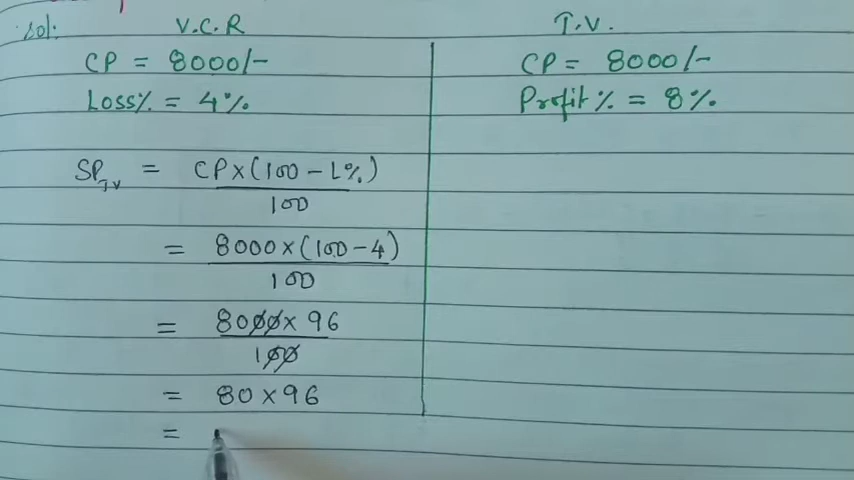 Sol:
V.C.R
CP = 8000/-
Loss% = 4%
SPTV = CP×(100-L%)
100
= 8000×(100-4)
100
= 8000×96
100
= 80×96
=
T.V.
CP = 8000/-
Profit% = 8%